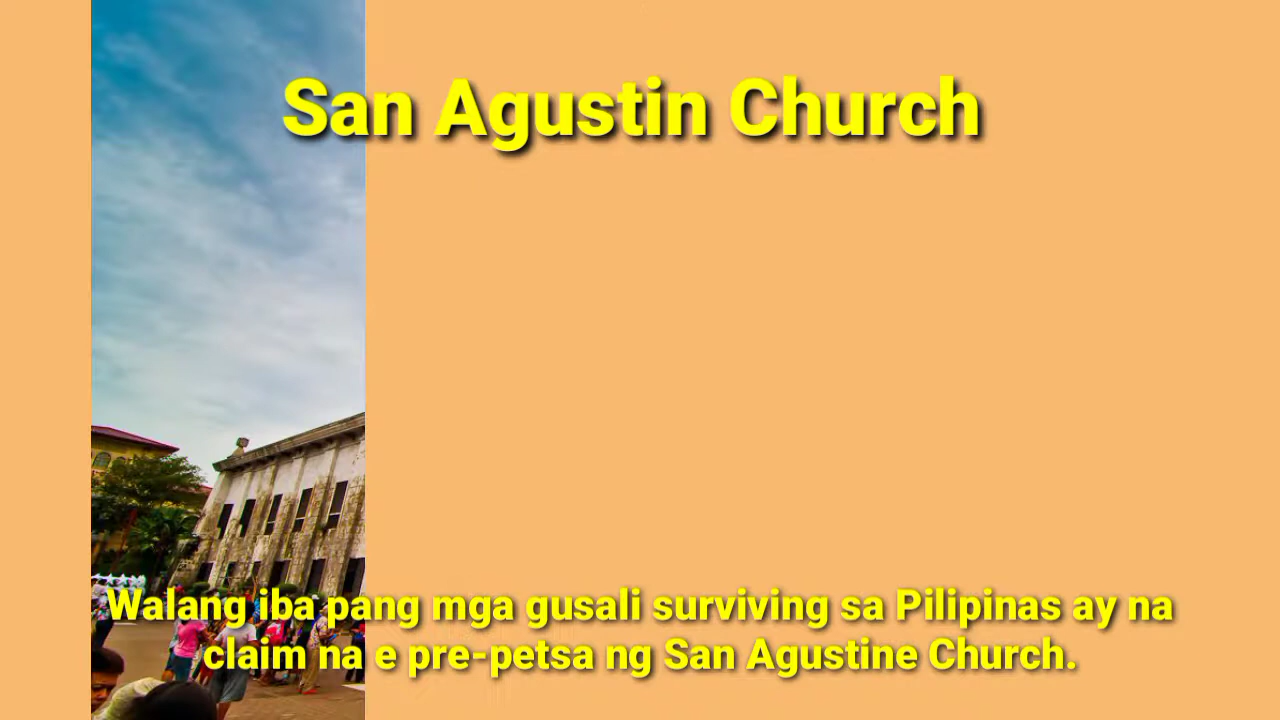 San Agustin Church
Walang iba pang mga gusali surviving sa Pilipinas ay na
claim na e pre-petsa ng San Agustine Church.